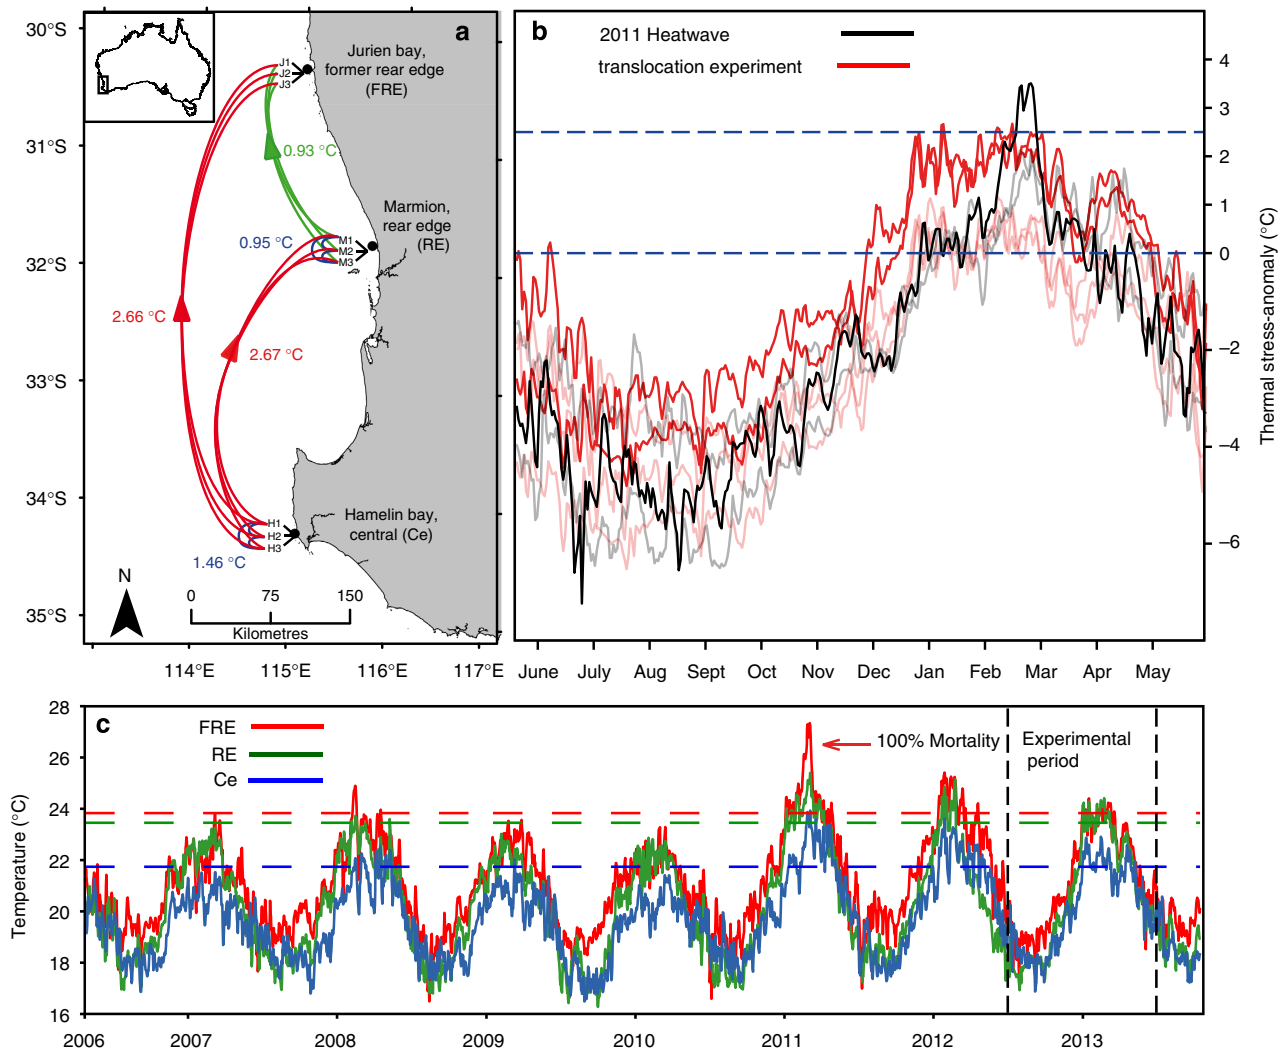 a
30°S
31°S
32°S
33°S
34°S
35°S
114°E
115°E
116°E
117°E
Jurien bay,
former rear edge
(FRE)
J1
J2
J3
0.93 °C
Marmion,
rear edge
(RE)
0.95 °C
M1
M2
M3
2.66 °C
2.67 °C
Hamelin bay,
central (Ce)
H1
H2
H3
1.46 °C
N
0 75 150
Kilometres
b
2011 Heatwave
translocation experiment
4
3
2
1
0
−2
−4
−6
Thermal stress-anomaly (°C)
June July Aug Sept Oct Nov Dec Jan Feb Mar Apr May
c
FRE
RE
Ce
100% Mortality
Experimental
period
Temperature (°C)
28
26
24
22
20
18
16
2006 2007 2008 2009 2010 2011 2012 2013